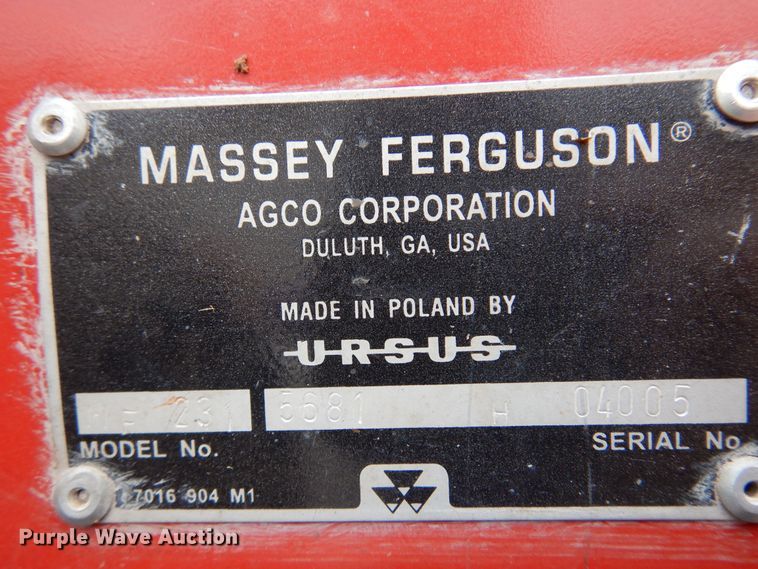 MASSEY FERGUSON®
AGCO CORPORATION
DULUTH, GA, USA
MADE IN POLAND BY
URSUS
231 5681 H 04005
MODEL No. SERIAL No
7016 904 M1
Purple Wave Auction